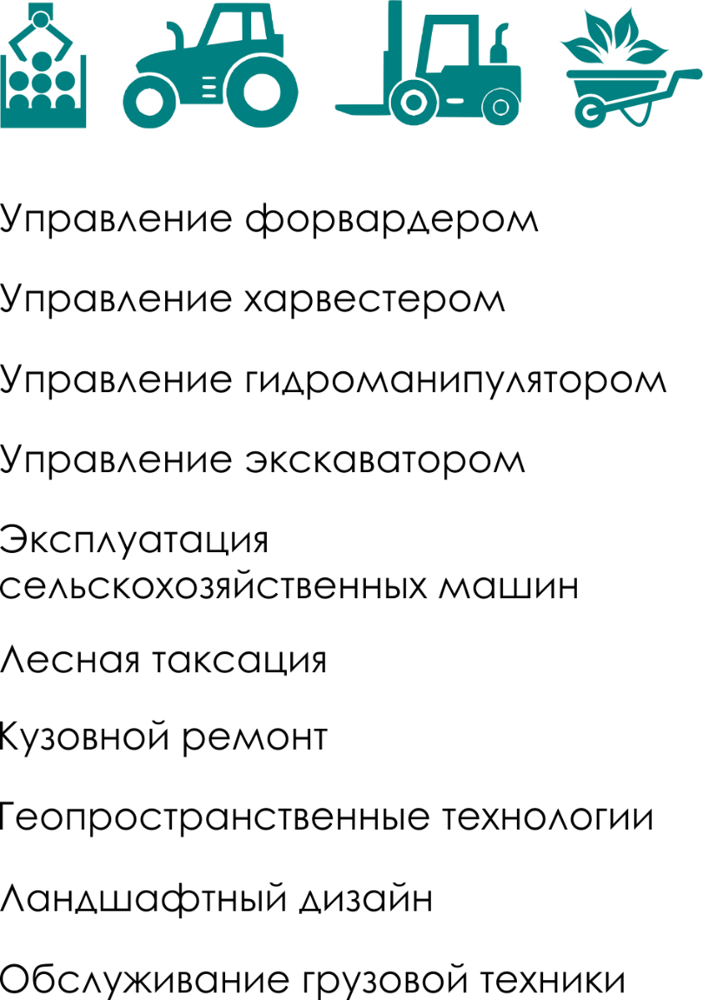 Управление форвардером
Управление харвестером
Управление гидроманипулятором
Управление экскаватором
Эксплуатация
сельскохозяйственных машин
Лесная таксация
Кузовной ремонт
Геопространственные технологии
Ландшафтный дизайн
Обслуживание грузовой техники